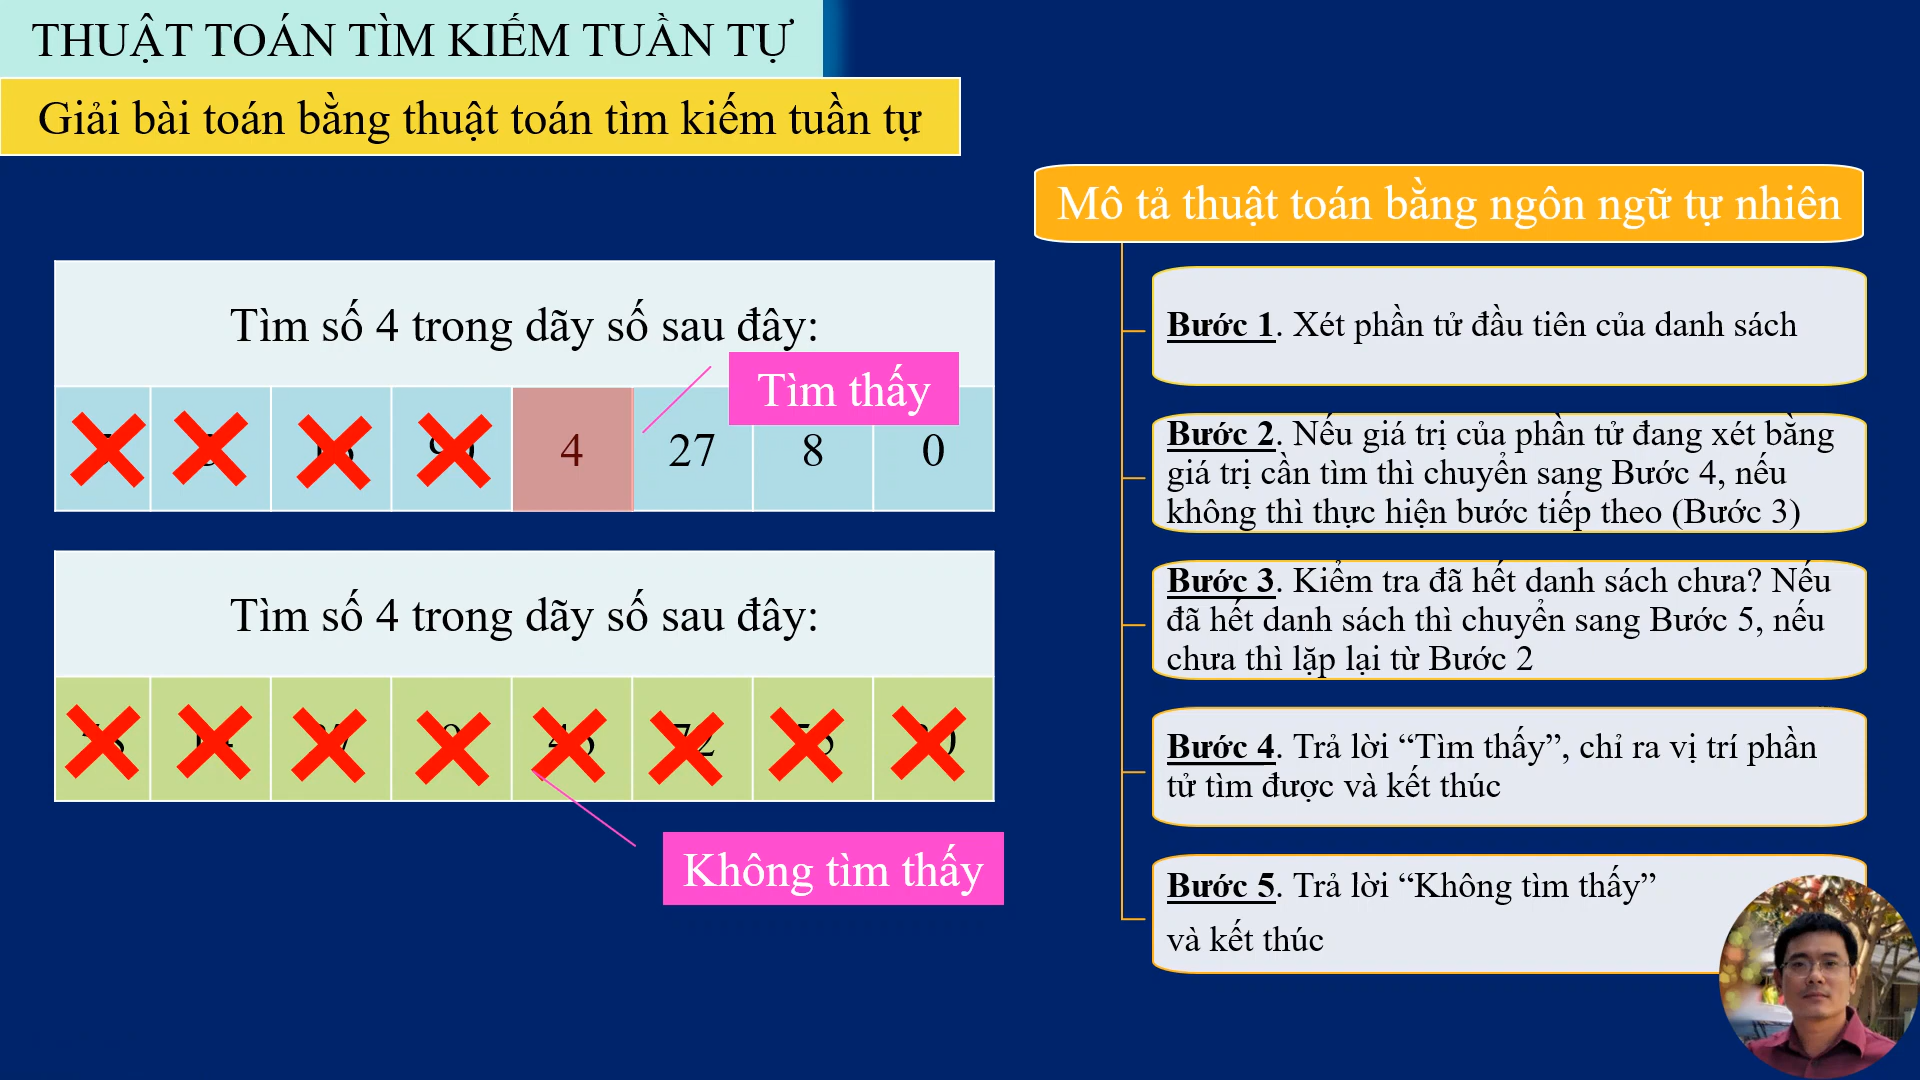 THUẬT TOÁN TÌM KIẾM TUẦN TỰ
Giải bài toán bằng thuật toán tìm kiếm tuần tự
Tìm số 4 trong dãy số sau đây:
Tìm thấy
4 27 8 0
Tìm số 4 trong dãy số sau đây:
Không tìm thấy
Mô tả thuật toán bằng ngôn ngữ tự nhiên
Bước 1. Xét phần tử đầu tiên của danh sách
Bước 2. Nếu giá trị của phần tử đang xét bằng
giá trị cần tìm thì chuyển sang Bước 4, nếu
không thì thực hiện bước tiếp theo (Bước 3)
Bước 3. Kiểm tra đã hết danh sách chưa? Nếu
đã hết danh sách thì chuyển sang Bước 5, nếu
chưa thì lặp lại từ Bước 2
Bước 4. Trả lời “Tìm thấy”, chỉ ra vị trí phần
tử tìm được và kết thúc
Bước 5. Trả lời “Không tìm thấy”
và kết thúc